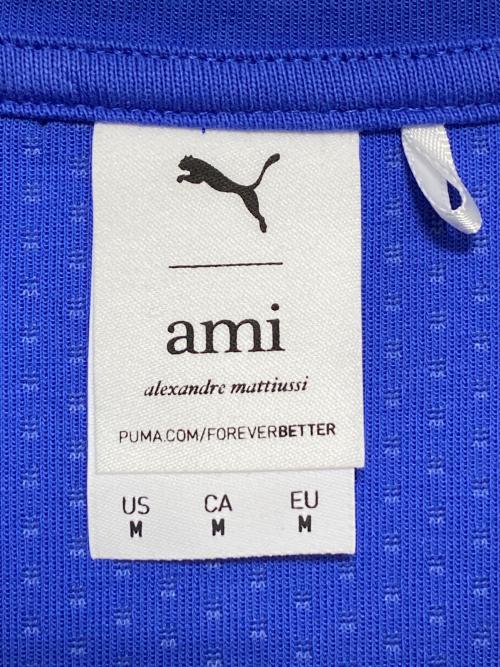 ami
alexandre mattiussi
PUMA.COM/FOREVERBETTER
US CA EU
M M M